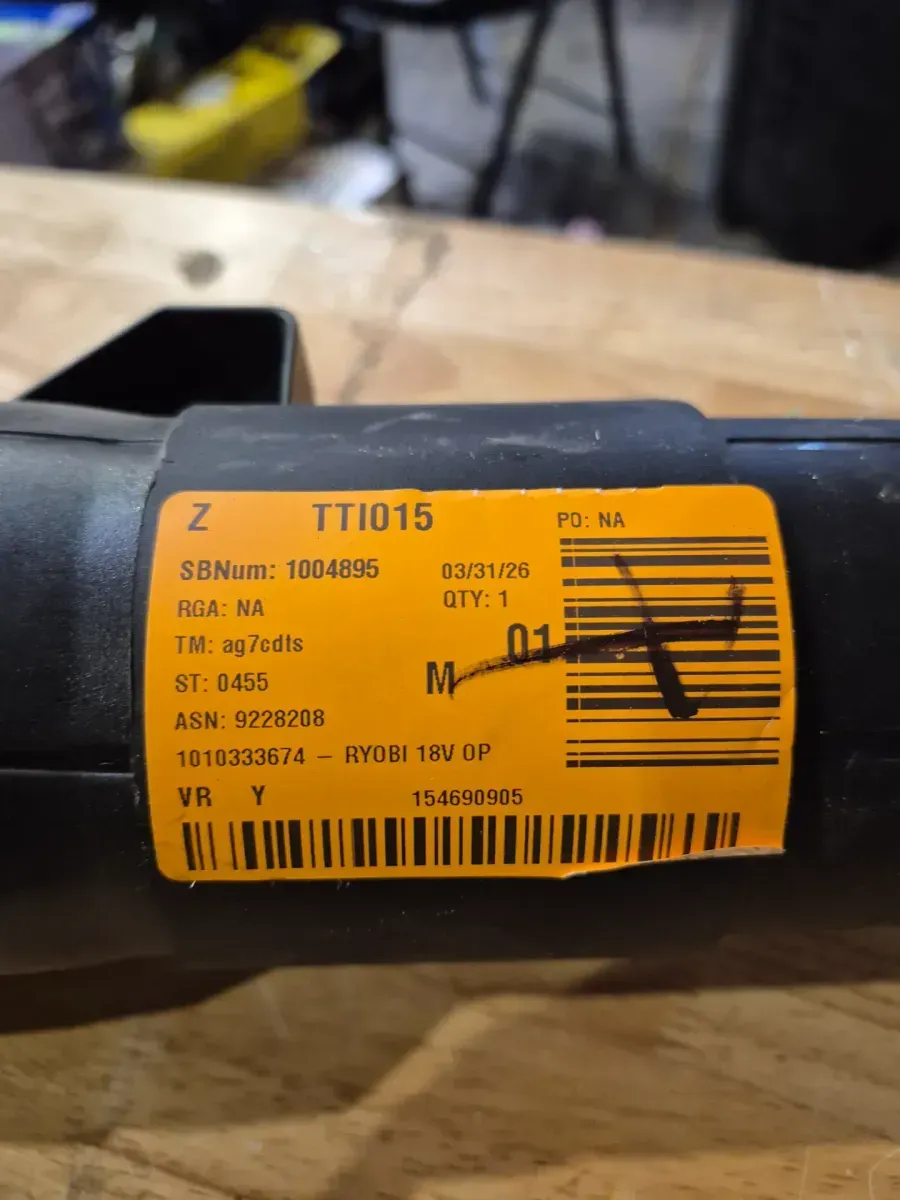 Z TTI015 PO: NA
SBNum: 1004895 03/31/26
RGA: NA QTY: 1
TM: ag7cdts 01
ST: 0455 M
ASN: 9228208
1010333674 – RYOBI 18V OP
VR Y 154690905